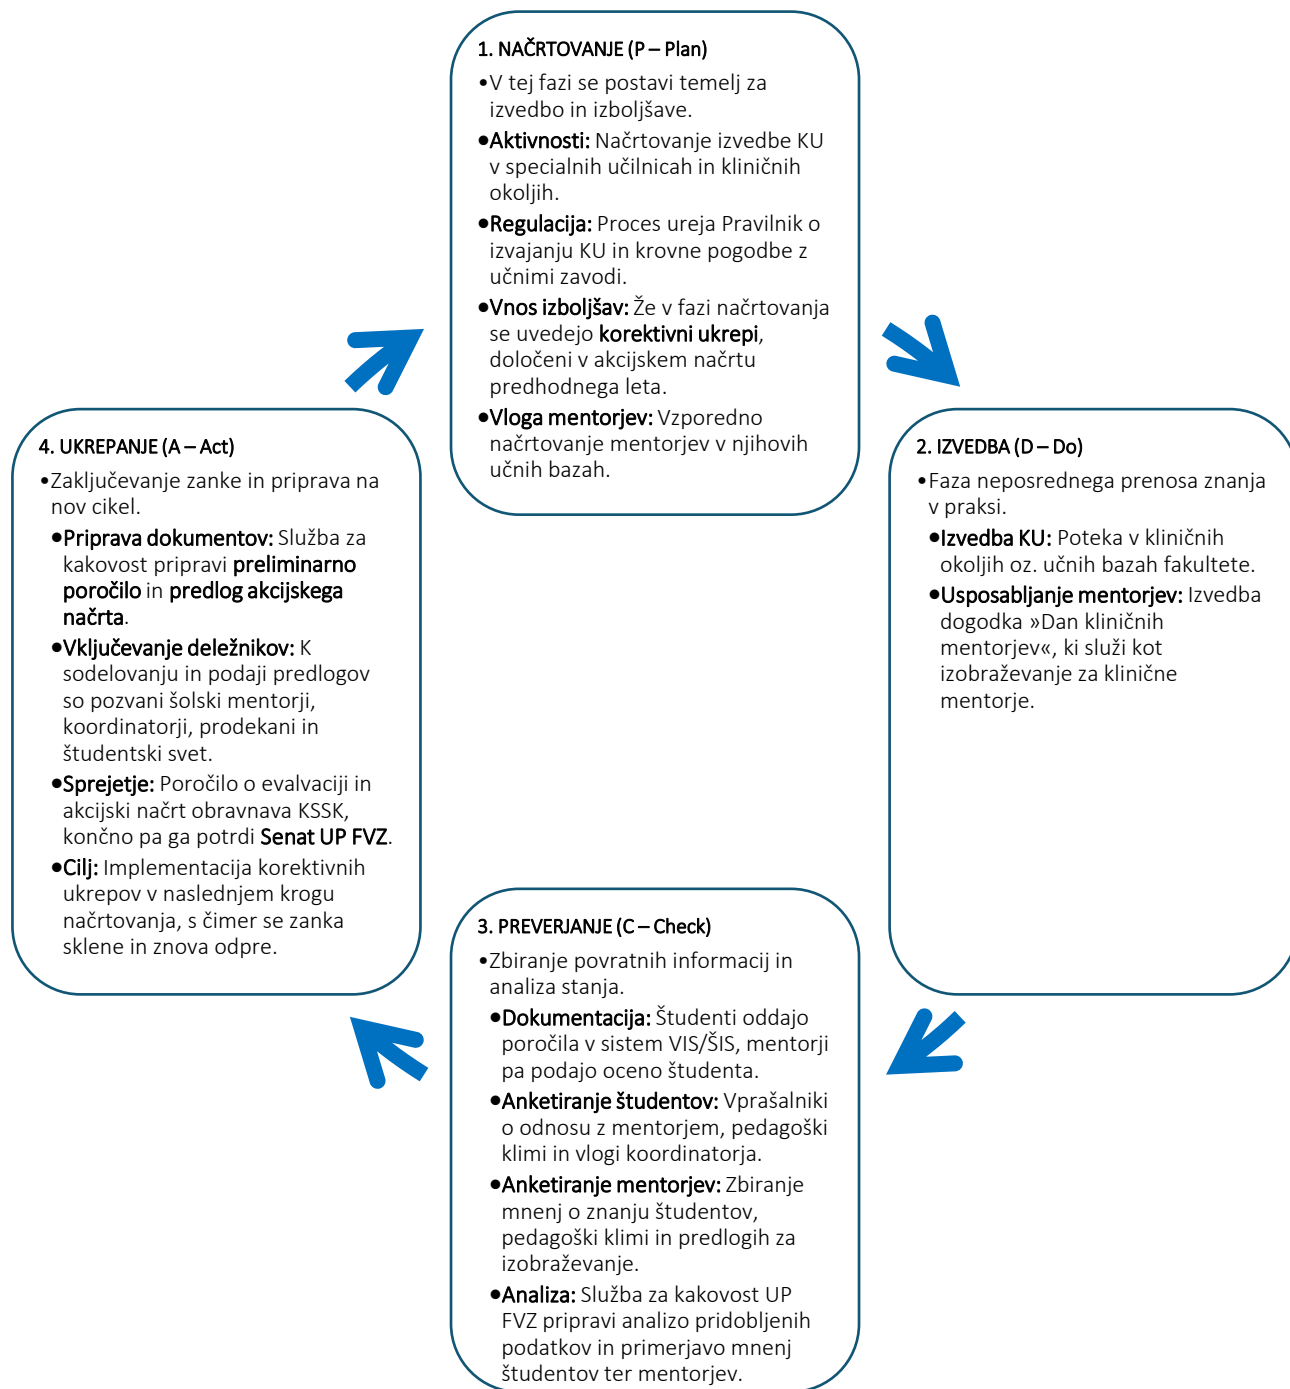 1. NAČRTOVANJE (P – Plan)
•V tej fazi se postavi temelj za
izvedbo in izboljšave.
•Aktivnosti: Načrtovanje izvedbe KU
v specialnih učilnicah in kliničnih
okoljih.
•Regulacija: Proces ureja Pravilnik o
izvajanju KU in krovne pogodbe z
učnimi zavodi.
•Vnos izboljšav: Že v fazi načrtovanja
se uvedejo korektivni ukrepi,
določeni v akcijskem načrtu
predhodnega leta.
•Vloga mentorjev: Vzporedno
načrtovanje mentorjev v njihovih
učnih bazah.
2. IZVEDBA (D – Do)
•Faza neposrednega prenosa znanja
v praksi.
•Izvedba KU: Poteka v kliničnih
okoljih oz. učnih bazah fakultete.
•Usposabljanje mentorjev: Izvedba
dogodka »Dan kliničnih
mentorjev«, ki služi kot
izobraževanje za klinične
mentorje.
3. PREVERJANJE (C – Check)
•Zbiranje povratnih informacij in
analiza stanja.
•Dokumentacija: Študenti oddajo
poročila v sistem VIS/ŠIS, mentorji
pa podajo oceno študenta.
•Anketiranje študentov: Vprašalniki
o odnosu z mentorjem, pedagoški
klimi in vlogi koordinatorja.
•Anketiranje mentorjev: Zbiranje
mnenj o znanju študentov,
pedagoški klimi in predlogih za
izobraževanje.
•Analiza: Služba za kakovost UP
FVZ pripravi analizo pridobljenih
podatkov in primerjavo mnenj
študentov ter mentorjev.
4. UKREPANJE (A – Act)
•Zaključevanje zanke in priprava na
nov cikel.
•Priprava dokumentov: Služba za
kakovost pripravi preliminarno
poročilo in predlog akcijskega
načrta.
•Vključevanje deležnikov: K
sodelovanju in podaji predlogov
so pozvani šolski mentorji,
koordinatorji, prodekani in
študentski svet.
•Sprejetje: Poročilo o evalvaciji in
akcijski načrt obravnava KSSK,
končno pa ga potrdi Senat UP FVZ.
•Cilj: Implementacija korektivnih
ukrepov v naslednjem krogu
načrtovanja, s čimer se zanka
sklene in znova odpre.